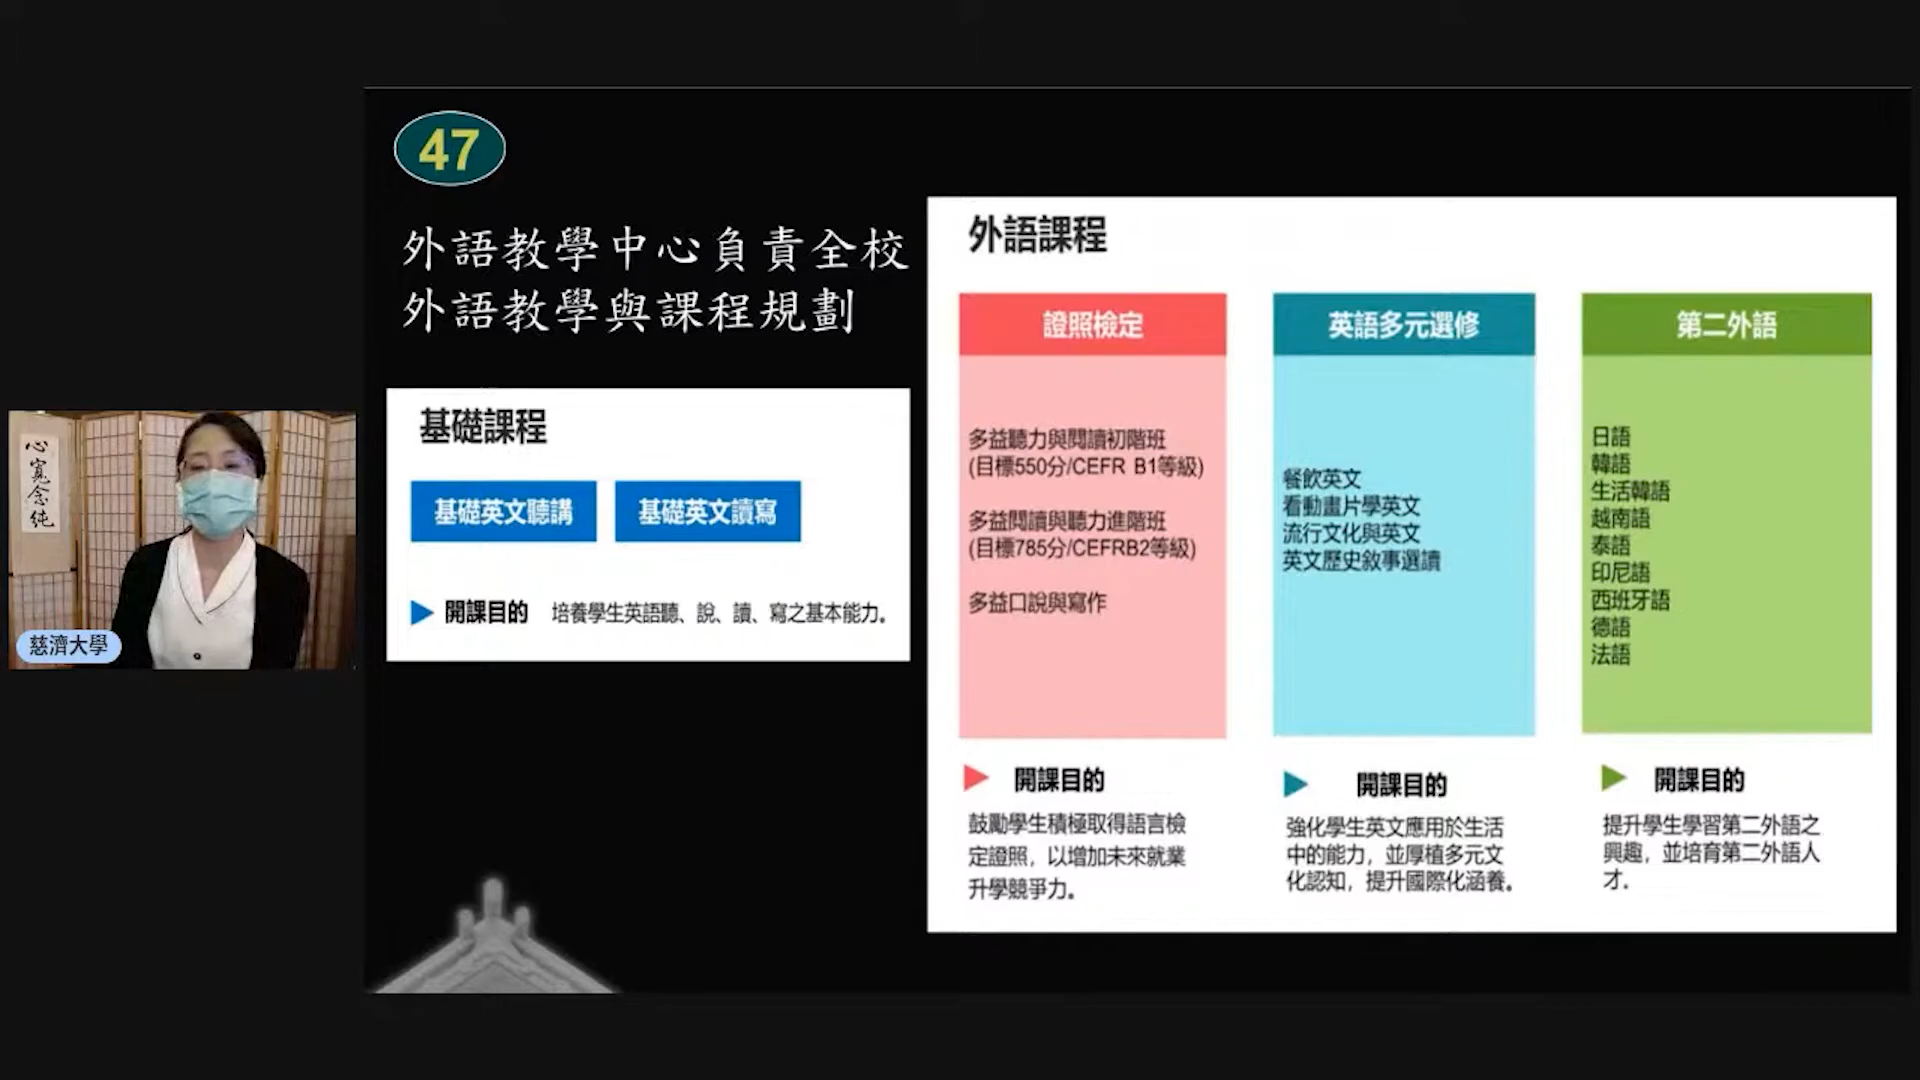 47
外語教學中心負責全校
外語教學與課程規劃
基礎課程
基礎英文聽講
基礎英文讀寫
開課目的
培養學生英語聽、說、讀、寫之基本能力。
外語課程
證照檢定
多益聽力與閱讀初階班
(目標550分/CEFR B1等級)
多益閱讀與聽力進階班
(目標785分/CEFRB2等級)
多益口說與寫作
開課目的
鼓勵學生積極取得語言檢
定證照，以增加未來就業
升學競爭力。
英語多元選修
餐飲英文
看動畫片學英文
流行文化與英文
英文歷史敘事選讀
開課目的
強化學生英文應用於生活
中的能力，並厚植多元文
化認知，提升國際化涵養。
第二外語
日語
韓語
生活韓語
越南語
泰語
印尼語
西班牙語
德語
法語
開課目的
提升學生學習第二外語之
興趣，並培育第二外語人
才。
心寬念純
慈濟大學